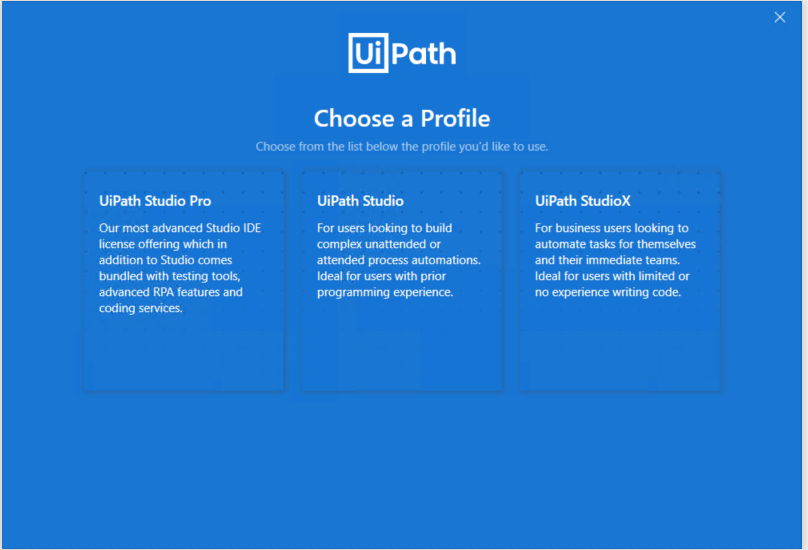 UiPath
Choose a Profile
Choose from the list below the profile you'd like to use.
UiPath Studio Pro
Our most advanced Studio IDE
license offering which in
addition to Studio comes
bundled with testing tools,
advanced RPA features and
coding services.
UiPath Studio
For users looking to build
complex unattended or
attended process automations.
Ideal for users with prior
programming experience.
UiPath StudioX
For business users looking to
automate tasks for themselves
and their immediate teams.
Ideal for users with limited or
no experience writing code.